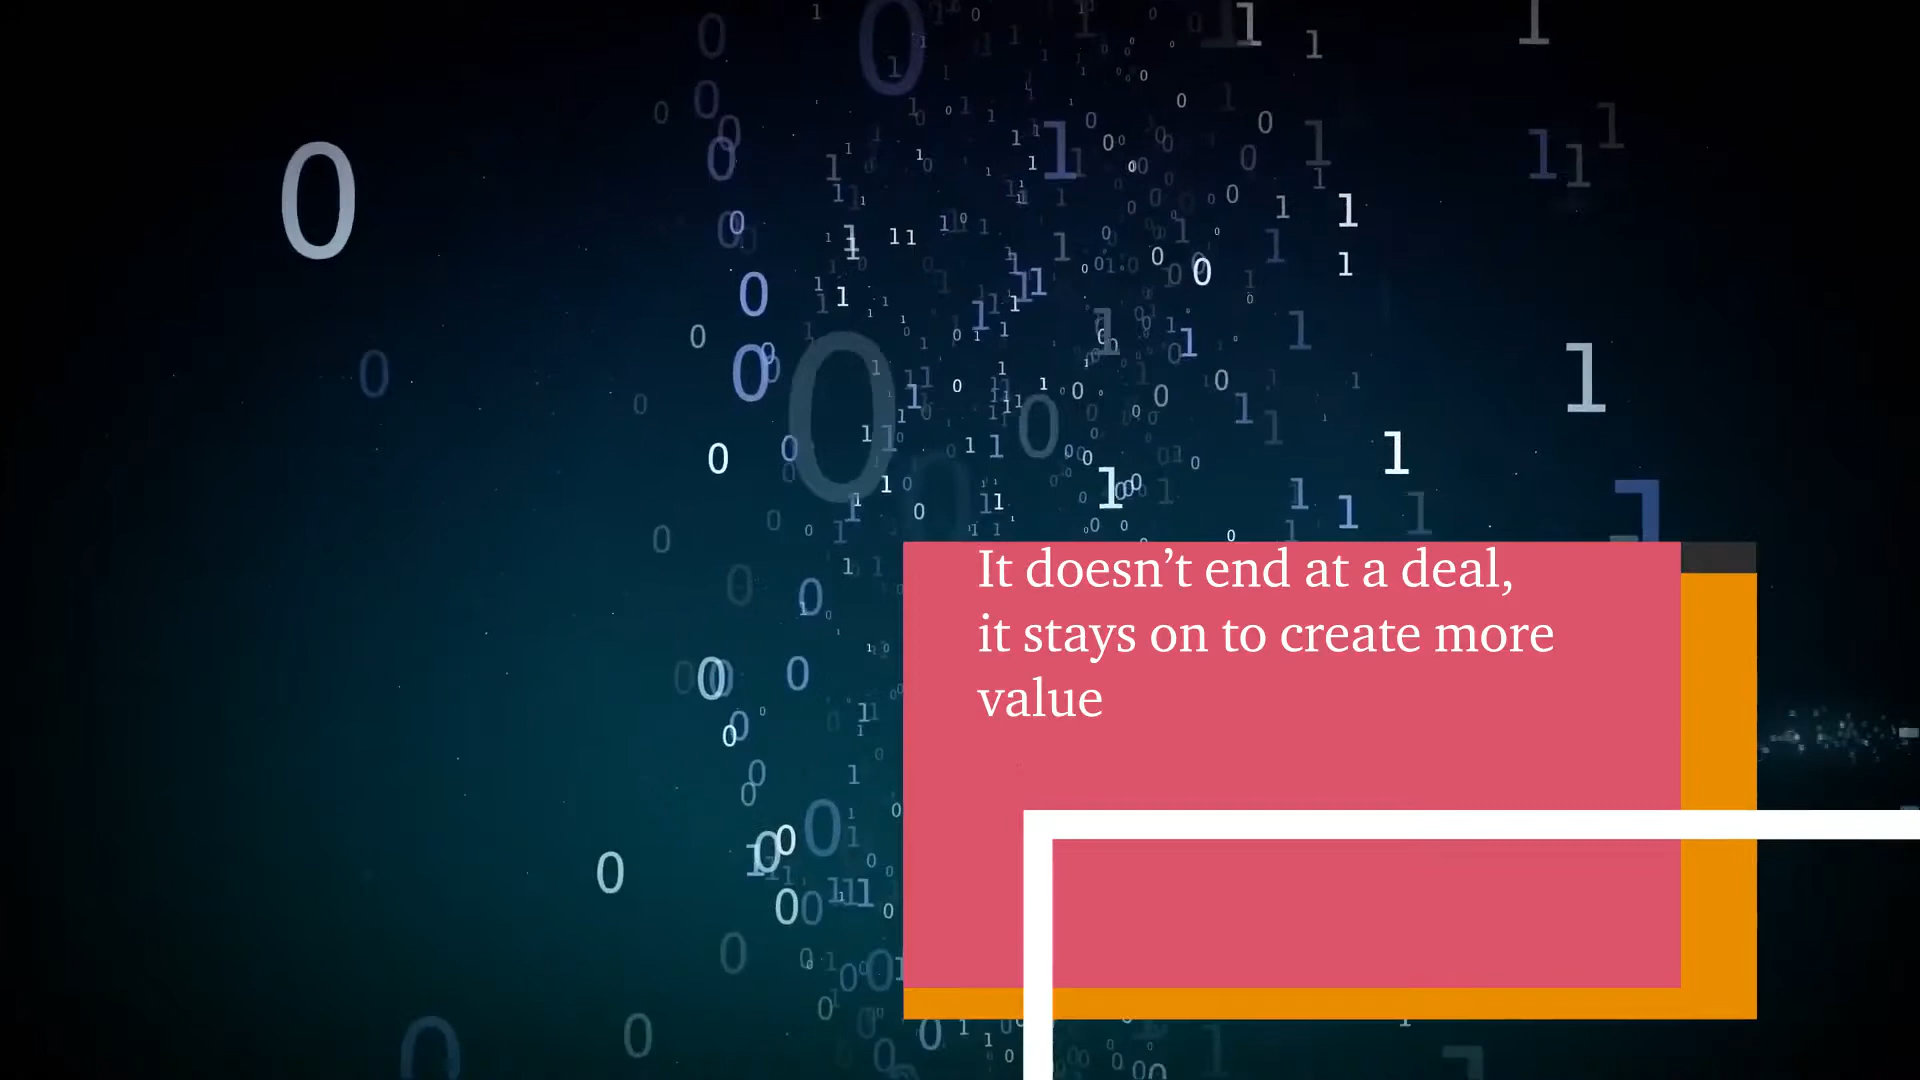 It doesn’t end at a deal,
it stays on to create more
value